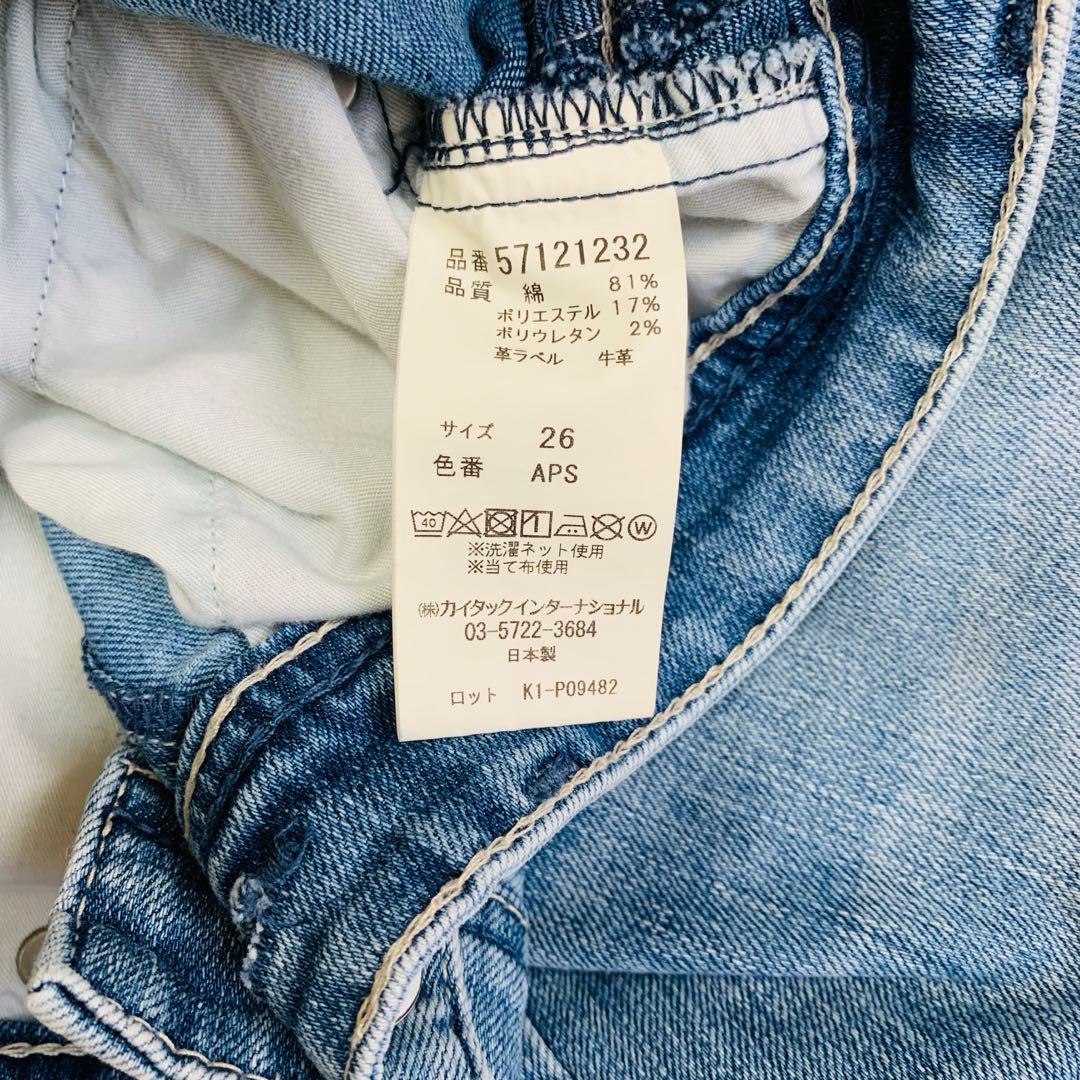 品番 57121232
品質 綿 81%
ポリエステル 17%
ポリウレタン 2%
革ラベル 牛革
サイズ 26
色番 APS
40 W
※洗濯ネット使用
※当て布使用
㈱カイタックインターナショナル
03-5722-3684
日本製
ロット K1-P09482